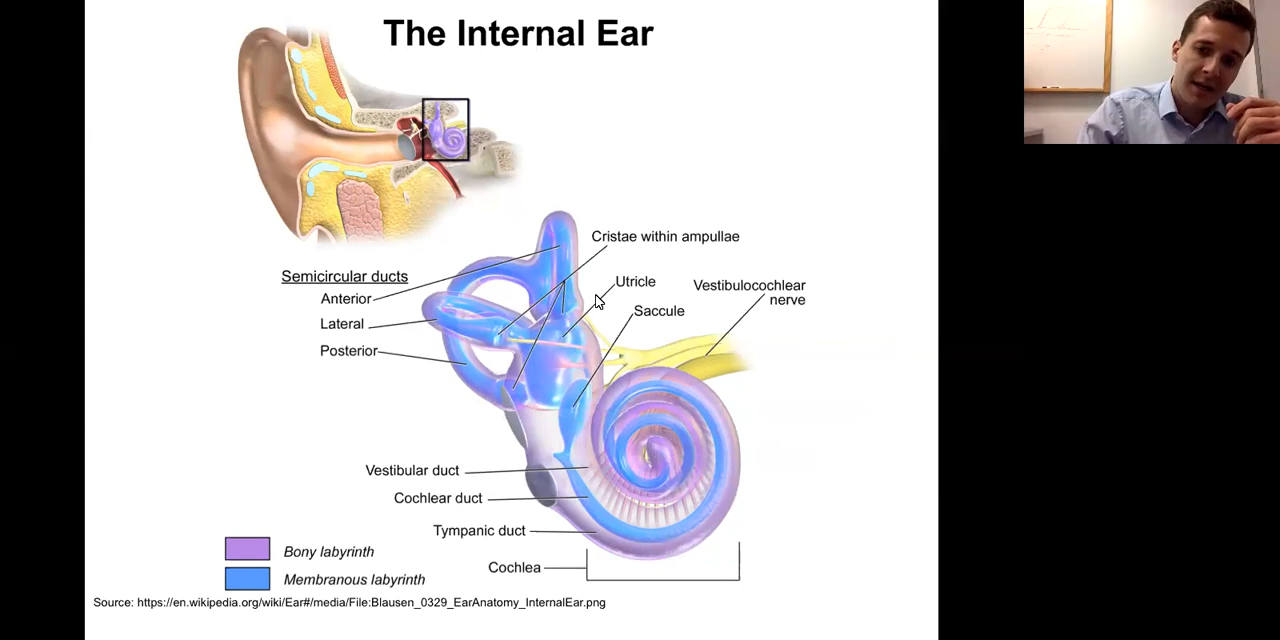 The Internal Ear
Cristae within ampullae
Semicircular ducts
Utricle
Vestibulocochlear
nerve
Anterior
Saccule
Lateral
Posterior
Vestibular duct
Cochlear duct
Tympanic duct
Bony labyrinth
Cochlea
Membranous labyrinth
Source: https://en.wikipedia.org/wiki/Ear#/media/File:Blausen_0329_EarAnatomy_InternalEar.png